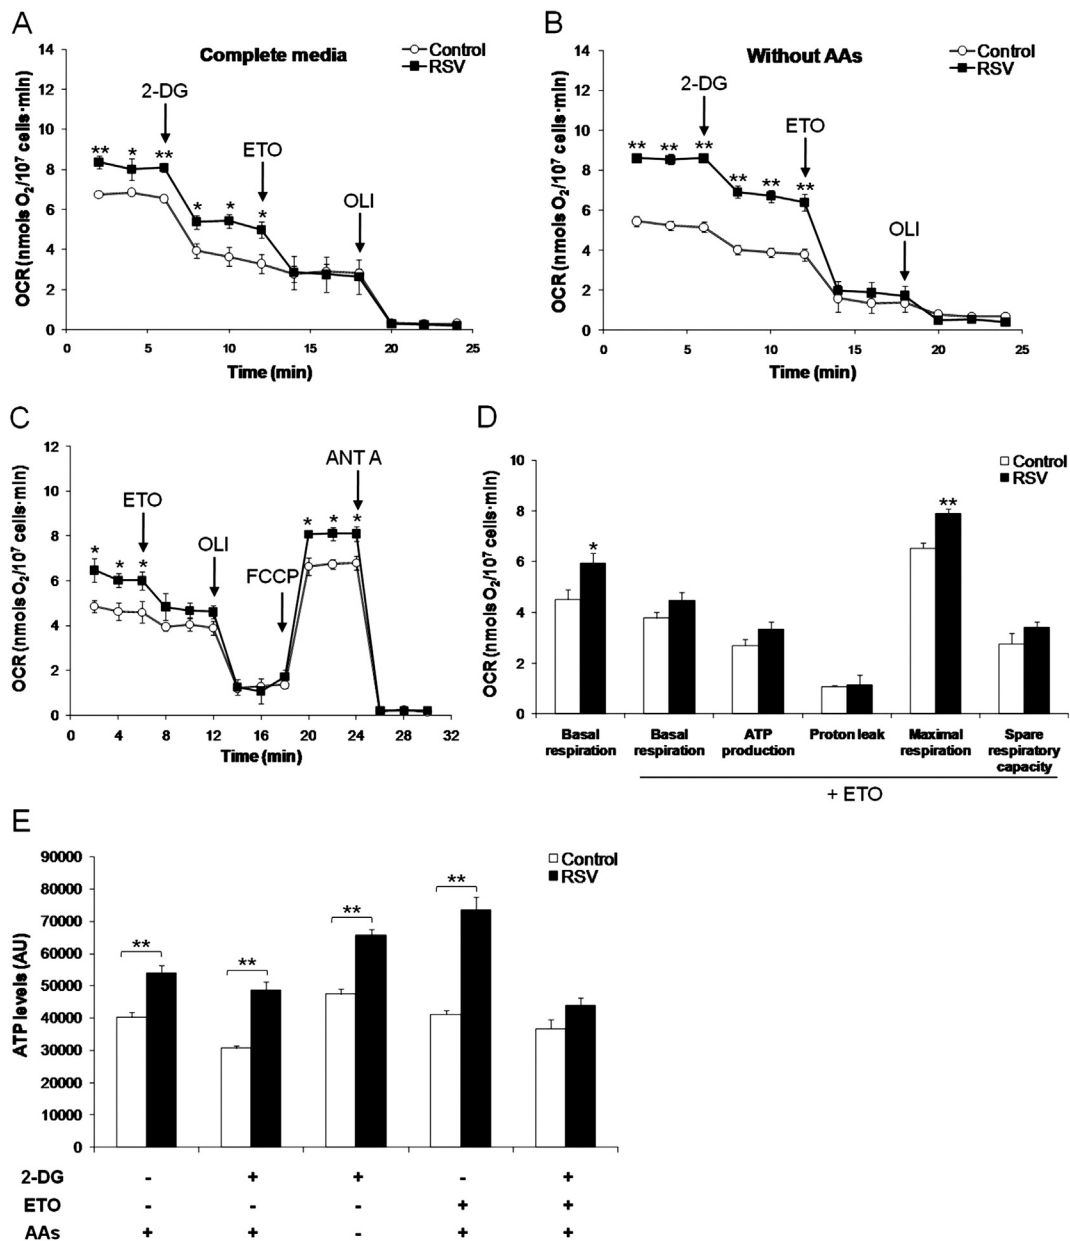 A
Complete media
Control
RSV
2-DG
ETO
OLI
** * ** * * *
OCR (nmols O₂/10⁷ cells·min)
14
12
10
8
6
4
2
0
0 5 10 15 20 25
Time (min)
B
Without AAs
Control
RSV
2-DG
ETO
OLI
** ** ** ** ** **
OCR (nmols O₂/10⁷ cells·min)
14
12
10
8
6
4
2
0
0 5 10 15 20 25
Time (min)
C
ANT A
ETO
OLI
FCCP
* * * * * *
OCR (nmols O₂/10⁷ cells·min)
12
10
8
6
4
2
0
0 4 8 12 16 20 24 28 32
Time (min)
D
Control
RSV
* **
OCR (nmols O₂/10⁷ cells·min)
10
8
6
4
2
0
Basal respiration
Basal respiration
ATP production
Proton leak
Maximal respiration
Spare respiratory capacity
+ ETO
E
Control
RSV
** ** ** **
ATP levels (AU)
90000
80000
70000
60000
50000
40000
30000
20000
10000
0
2-DG - + + - +
ETO - - - + +
AAs + + - + +